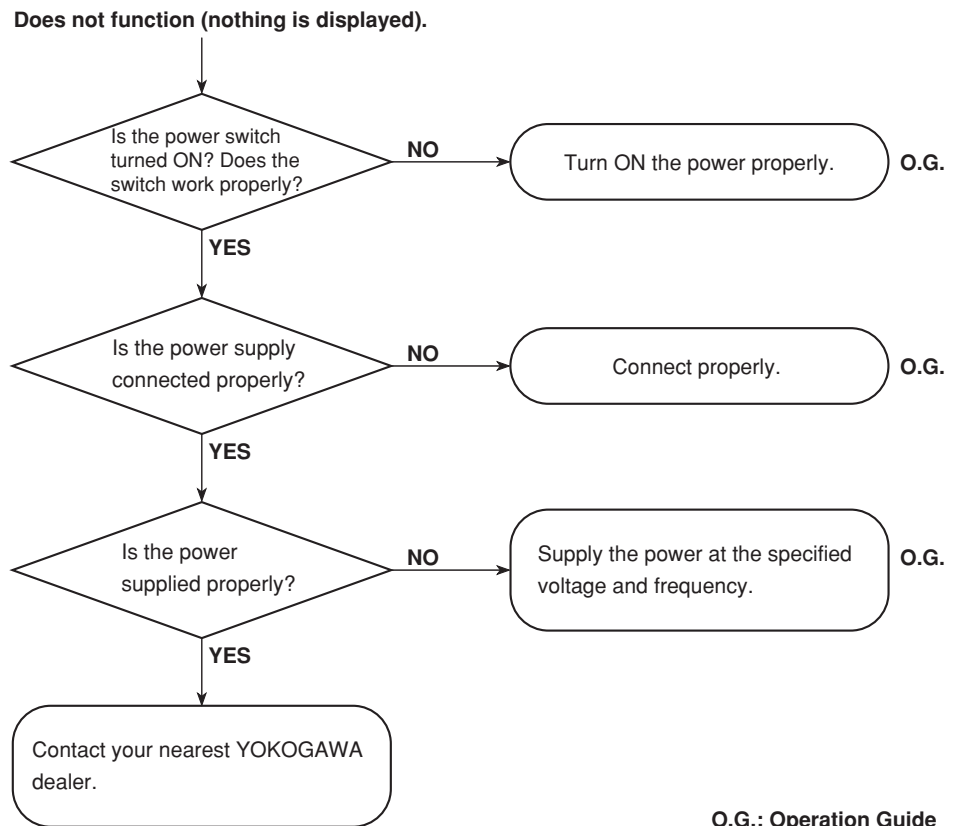 Does not function (nothing is displayed).
Is the power switch
turned ON? Does the
switch work properly?
NO
Turn ON the power properly.
O.G.
YES
Is the power supply
connected properly?
NO
Connect properly.
O.G.
YES
Is the power
supplied properly?
NO
Supply the power at the specified
voltage and frequency.
O.G.
YES
Contact your nearest YOKOGAWA
dealer.
O.G.: Operation Guide